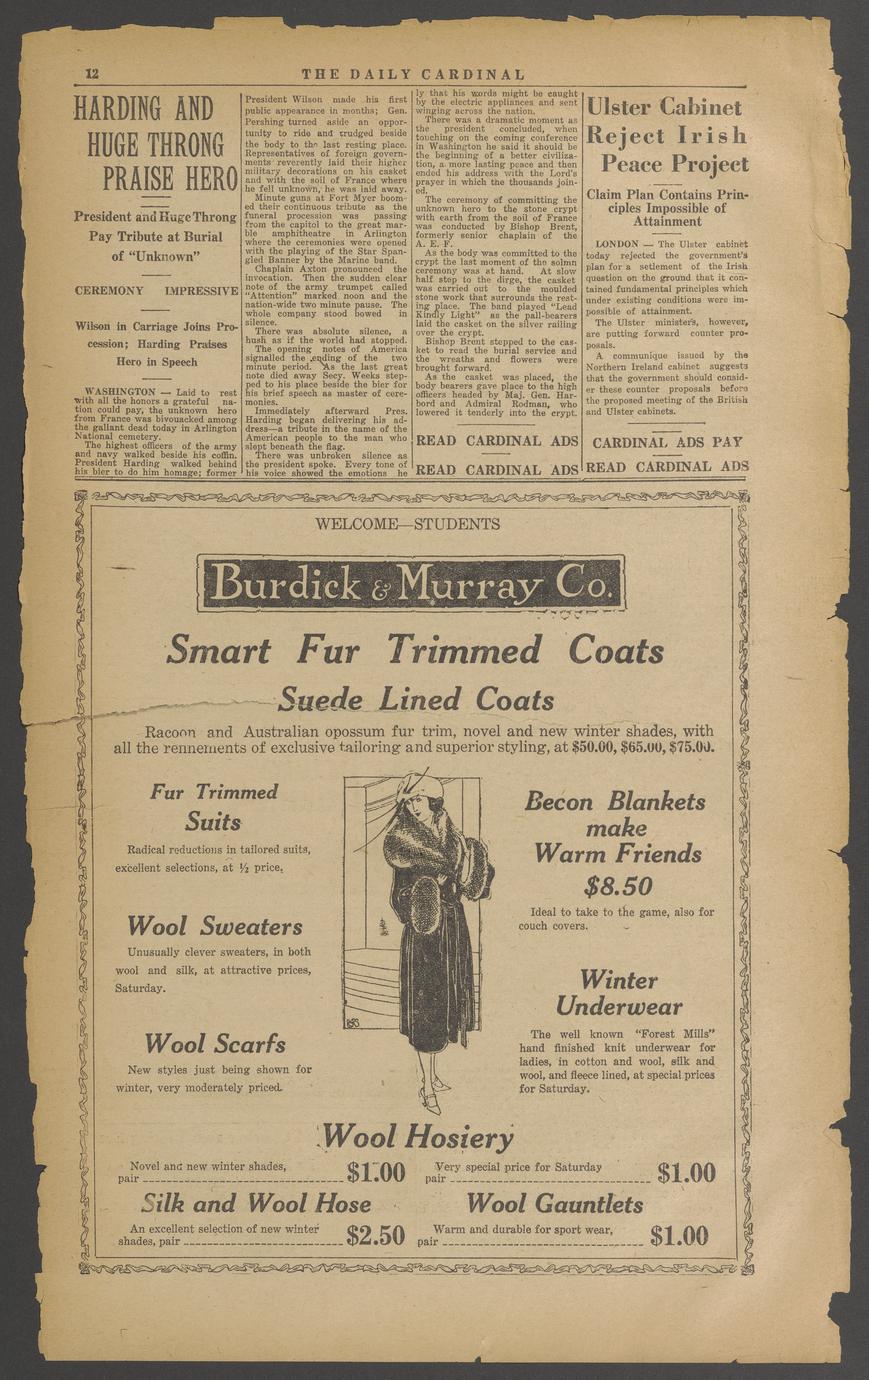 12
THE DAILY CARDINAL
HARDING AND
HUGE THRONG
PRAISE HERO
President and Huge Throng
Pay Tribute at Burial
of "Unknown"
CEREMONY IMPRESSIVE
Wilson in Carriage Joins Pro-
cession; Harding Praises
Hero in Speech
WASHINGTON — Laid to rest
with all the honors a grateful na-
tion could pay, the unknown hero
from France was bivouacked among
the gallant dead today in Arlington
National cemetery.
The highest officers of the army
and navy walked beside his coffin.
President Harding walked behind
his bier to do him homage; former
President Wilson made his first
public appearance in months; Gen.
Pershing turned aside an oppor-
tunity to ride and trudged beside
the body to the last resting place.
Representatives of foreign govern-
ments reverently laid their higher
military decorations on his casket
and with the soil of France where
he fell unknown, he was laid away.
Minute guns at Fort Myer boom-
ed their continuous tribute as the
funeral procession was passing
from the capitol to the great mar-
ble amphitheatre in Arlington
where the ceremonies were opened
with the playing of the Star Span-
gled Banner by the Marine band.
Chaplain Axton pronounced the
invocation. Then the sudden clear
note of the army trumpet called
"Attention" marked noon and the
nation-wide two minute pause. The
whole company stood bowed in
silence.
There was absolute silence, a
hush as if the world had stopped.
The opening notes of America
signalled the ending of the two
minute period. As the last great
note died away Secy. Weeks step-
ped to his place beside the bier for
his brief speech as master of cere-
monies.
Immediately afterward Pres.
Harding began delivering his ad-
dress—a tribute in the name of the
American people to the man who
slept beneath the flag.
There was unbroken silence as
the president spoke. Every tone of
his voice showed the emotions he
ly that his words might be caught
by the electric appliances and sent
winging across the nation.
There was a dramatic moment as
the president concluded, when
touching on the coming conference
in Washington he said it should be
the beginning of a better civiliza-
tion, a more lasting peace and then
ended his address with the Lord's
prayer in which the thousands join-
ed.
The ceremony of committing the
unknown hero to the stone crypt
with earth from the soil of France
was conducted by Bishop Brent,
formerly senior chaplain of the
A. E. F.
As the body was committed to the
crypt the last moment of the solmn
ceremony was at hand. At slow
half step to the dirge, the casket
was carried out to the moulded
stone work that surrounds the rest-
ing place. The band played "Lead
Kindly Light" as the pall-bearers
laid the casket on the silver railing
over the crypt.
Bishop Brent stepped to the cas-
ket to read the burial service and
the wreaths and flowers were
brought forward.
As the casket was placed, the
body bearers gave place to the high
officers headed by Maj. Gen. Har-
bord and Admiral Rodman, who
lowered it tenderly into the crypt.
READ CARDINAL ADS
READ CARDINAL ADS
Ulster Cabinet
Reject Irish
Peace Project
Claim Plan Contains Prin-
ciples Impossible of
Attainment
LONDON — The Ulster cabinet
today rejected the government's
plan for a setlement of the Irish
question on the ground that it con-
tained fundamental principles which
under existing conditions were im-
possible of attainment.
The Ulster ministers, however,
are putting forward counter pro-
posals.
A communique issued by the
Northern Ireland cabinet suggests
that the government should consid-
er these counter proposals before
the proposed meeting of the British
and Ulster cabinets.
CARDINAL ADS PAY
READ CARDINAL ADS
WELCOME—STUDENTS
Burdick & Murray Co.
Smart Fur Trimmed Coats
Suede Lined Coats
Racoon and Australian opossum fur trim, novel and new winter shades, with
all the refinements of exclusive tailoring and superior styling, at $50.00, $65.00, $75.00.
Fur Trimmed
Suits
Radical reductions in tailored suits,
excellent selections, at ½ price.
Wool Sweaters
Unusually clever sweaters, in both
wool and silk, at attractive prices,
Saturday.
Wool Scarfs
New styles just being shown for
winter, very moderately priced.
Becon Blankets
make
Warm Friends
$8.50
Ideal to take to the game, also for
couch covers.
Winter
Underwear
The well known "Forest Mills"
hand finished knit underwear for
ladies, in cotton and wool, silk and
wool, and fleece lined, at special prices
for Saturday.
Wool Hosiery
Novel and new winter shades,
pair $1.00
Very special price for Saturday
pair $1.00
Silk and Wool Hose
An excellent selection of new winter
shades, pair $2.50
Wool Gauntlets
Warm and durable for sport wear,
pair $1.00